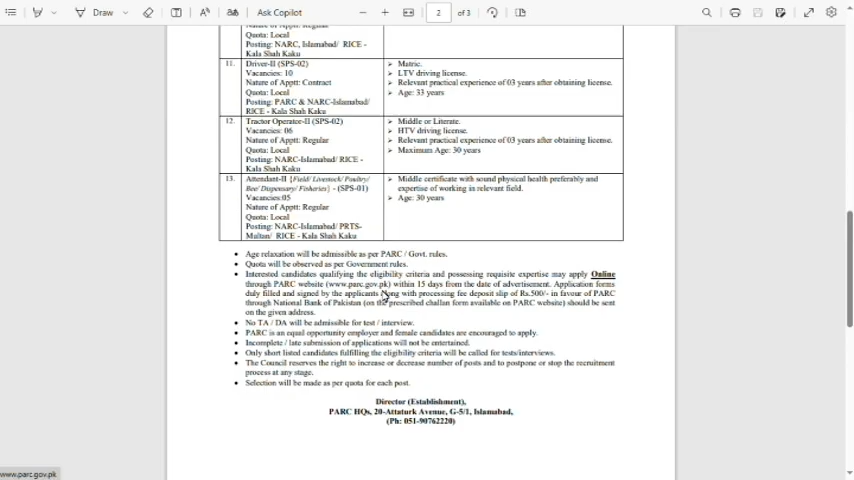 Draw
Ask Copilot
2 of 3
Nature of Apptt: Regular
Quota: Local
Posting: NARC, Islamabad/ RICE -
Kala Shah Kaku
11. Driver-II (SPS-02)
Vacancies: 10
Nature of Apptt: Contract
Quota: Local
Posting: PARC & NARC-Islamabad/
RICE - Kala Shah Kaku
➢ Matric.
➢ LTV driving license.
➢ Relevant practical experience of 03 years after obtaining license.
➢ Age: 33 years
12. Tractor Operator-II (SPS-02)
Vacancies: 06
Nature of Apptt: Regular
Quota: Local
Posting: NARC-Islamabad/ RICE -
Kala Shah Kaku
➢ Middle or Literate.
➢ HTV driving license.
➢ Relevant practical experience of 03 years after obtaining license.
➢ Maximum Age: 30 years
13. Attendant-II {Field/ Livestock/ Poultry/
Bee/ Dispensary/ Fisheries} - (SPS-01)
Vacancies:05
Nature of Apptt: Regular
Quota: Local
Posting: NARC-Islamabad/ PRTS-
Multan/ RICE - Kala Shah Kaku
➢ Middle certificate with sound physical health preferably and
expertise of working in relevant field.
➢ Age: 30 years
• Age relaxation will be admissible as per PARC / Govt. rules.
• Quota will be observed as per Government rules.
• Interested candidates qualifying the eligibility criteria and possessing requisite expertise may apply Online
through PARC website (www.parc.gov.pk) within 15 days from the date of advertisement. Application forms
duly filled and signed by the applicants along with processing fee deposit slip of Rs.500/- in favour of PARC
through National Bank of Pakistan (on the prescribed challan form available on PARC website) should be sent
on the given address.
• No TA / DA will be admissible for test / interview.
• PARC is an equal opportunity employer and female candidates are encouraged to apply.
• Incomplete / late submission of applications will not be entertained.
• Only short listed candidates fulfilling the eligibility criteria will be called for tests/interviews.
• The Council reserves the right to increase or decrease number of posts and to postpone or stop the recruitment
process at any stage.
• Selection will be made as per quota for each post.
Director (Establishment),
PARC HQs, 20-Attaturk Avenue, G-5/1, Islamabad,
(Ph: 051-90762220)
www.parc.gov.pk